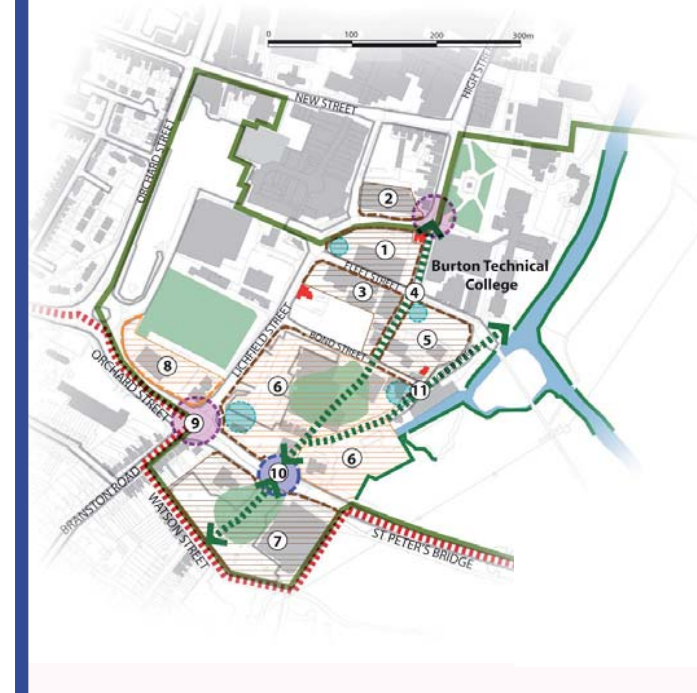 0 100 200 300m
NEW STREET
HIGH STREET
ORCHARD STREET
2
1
FLEET STREET
Burton Technical
College
4
3
5
LICHFIELD STREET
BOND STREET
8
6
11
ORCHARD STREET
9
6
10
BRANSTON ROAD
WATSON STREET
7
ST PETER'S BRIDGE